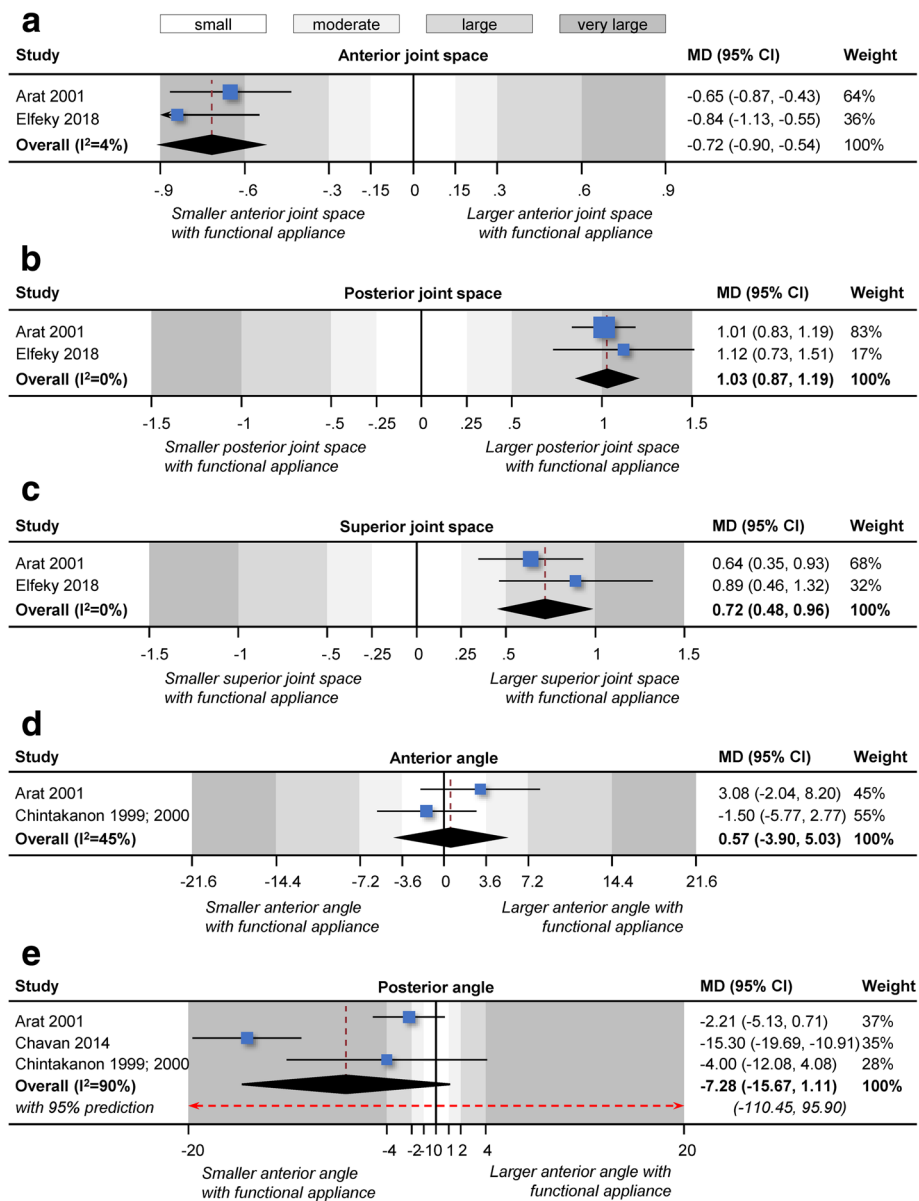 a
small moderate large very large
Study Anterior joint space MD (95% CI) Weight
Arat 2001 -0.65 (-0.87, -0.43) 64%
Elfeky 2018 -0.84 (-1.13, -0.55) 36%
Overall (I²=4%) -0.72 (-0.90, -0.54) 100%
-.9 -.6 -.3 -.15 0 .15 .3 .6 .9
Smaller anterior joint space Larger anterior joint space
with functional appliance with functional appliance
b
Study Posterior joint space MD (95% CI) Weight
Arat 2001 1.01 (0.83, 1.19) 83%
Elfeky 2018 1.12 (0.73, 1.51) 17%
Overall (I²=0%) 1.03 (0.87, 1.19) 100%
-1.5 -1 -.5 -.25 0 .25 .5 1 1.5
Smaller posterior joint space Larger posterior joint space
with functional appliance with functional appliance
c
Study Superior joint space MD (95% CI) Weight
Arat 2001 0.64 (0.35, 0.93) 68%
Elfeky 2018 0.89 (0.46, 1.32) 32%
Overall (I²=0%) 0.72 (0.48, 0.96) 100%
-1.5 -1 -.5 -.25 0 .25 .5 1 1.5
Smaller superior joint space Larger superior joint space
with functional appliance with functional appliance
d
Study Anterior angle MD (95% CI) Weight
Arat 2001 3.08 (-2.04, 8.20) 45%
Chintakanon 1999; 2000 -1.50 (-5.77, 2.77) 55%
Overall (I²=45%) 0.57 (-3.90, 5.03) 100%
-21.6 -14.4 -7.2 -3.6 0 3.6 7.2 14.4 21.6
Smaller anterior angle Larger anterior angle with
with functional appliance functional appliance
e
Study Posterior angle MD (95% CI) Weight
Arat 2001 -2.21 (-5.13, 0.71) 37%
Chavan 2014 -15.30 (-19.69, -10.91) 35%
Chintakanon 1999; 2000 -4.00 (-12.08, 4.08) 28%
Overall (I²=90%) -7.28 (-15.67, 1.11) 100%
with 95% prediction (-110.45, 95.90)
-20 -4 -2 -1 0 1 2 4 20
Smaller anterior angle Larger anterior angle with
with functional appliance functional appliance